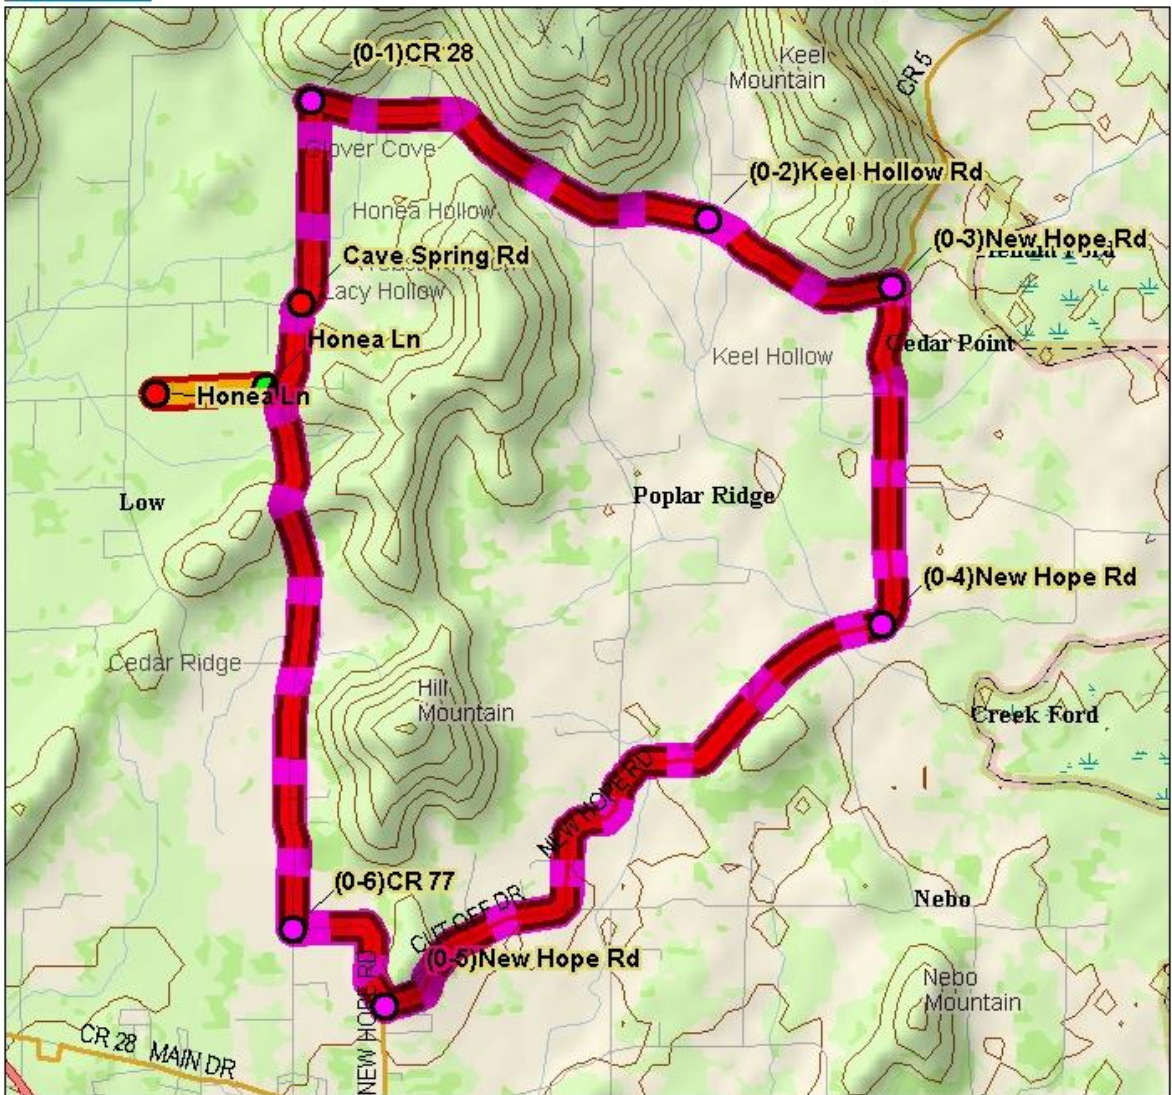 (0-1)CR 28
Keel
Mountain
CR 5
Glover Cove
(0-2)Keel Hollow Rd
Honea Hollow
(0-3)New Hope Rd
Cave Spring Rd
Lacy Hollow
Honea Ln
Cedar Point
Keel Hollow
Honea Ln
Low
Poplar Ridge
(0-4)New Hope Rd
Cedar Ridge
Hill
Mountain
Creek Ford
NEW HOPE RD
(0-6)CR 77
CUT OFF DR
Nebo
(0-5)New Hope Rd
Nebo
Mountain
NEW HOPE RD
CR 28 MAIN DR